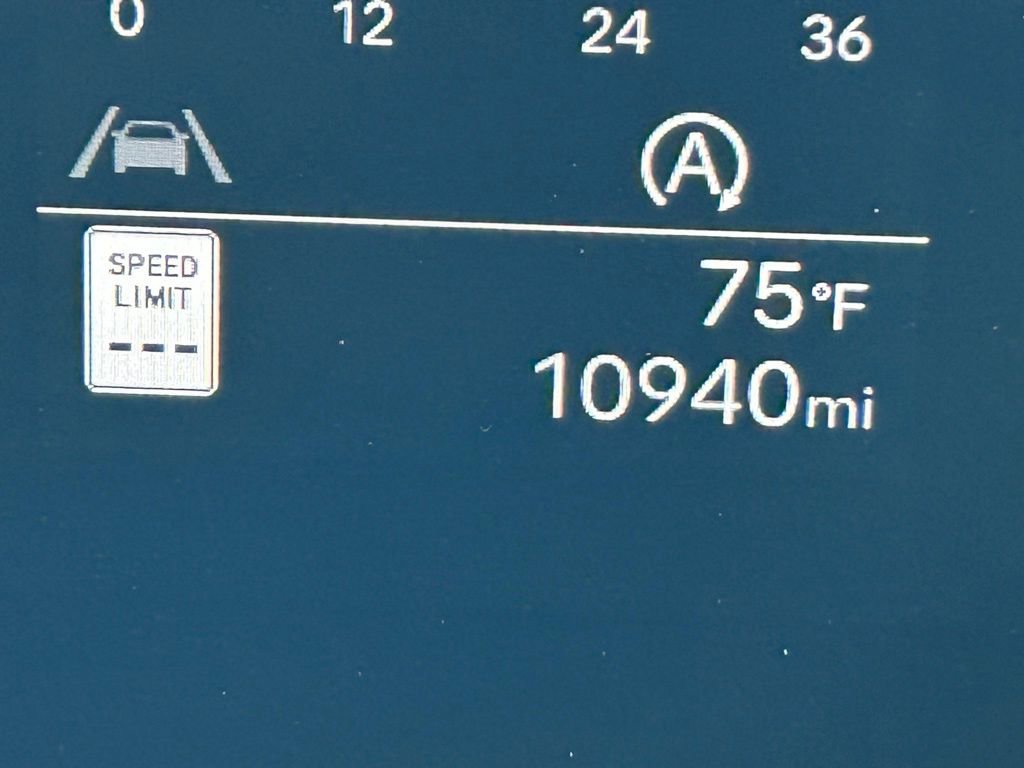 0 12 24 36
A
SPEED
LIMIT
---
75°F
10940mi